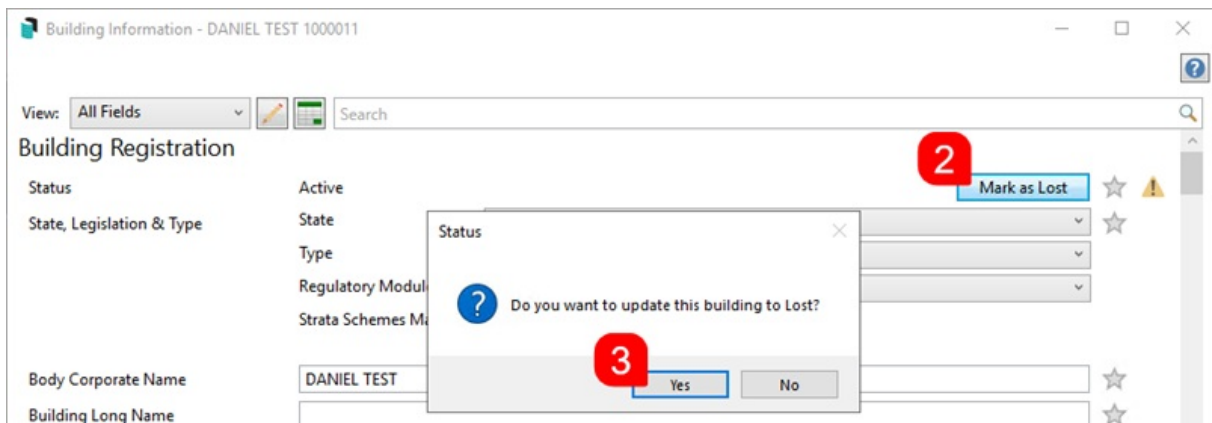 Building Information - DANIEL TEST 1000011
View: All Fields Search
Building Registration
2
Status Active Mark as Lost
State, Legislation & Type State
Status
Type
Regulatory Modul
Do you want to update this building to Lost?
Strata Schemes Ma
3
Yes No
Body Corporate Name DANIEL TEST
Building Long Name